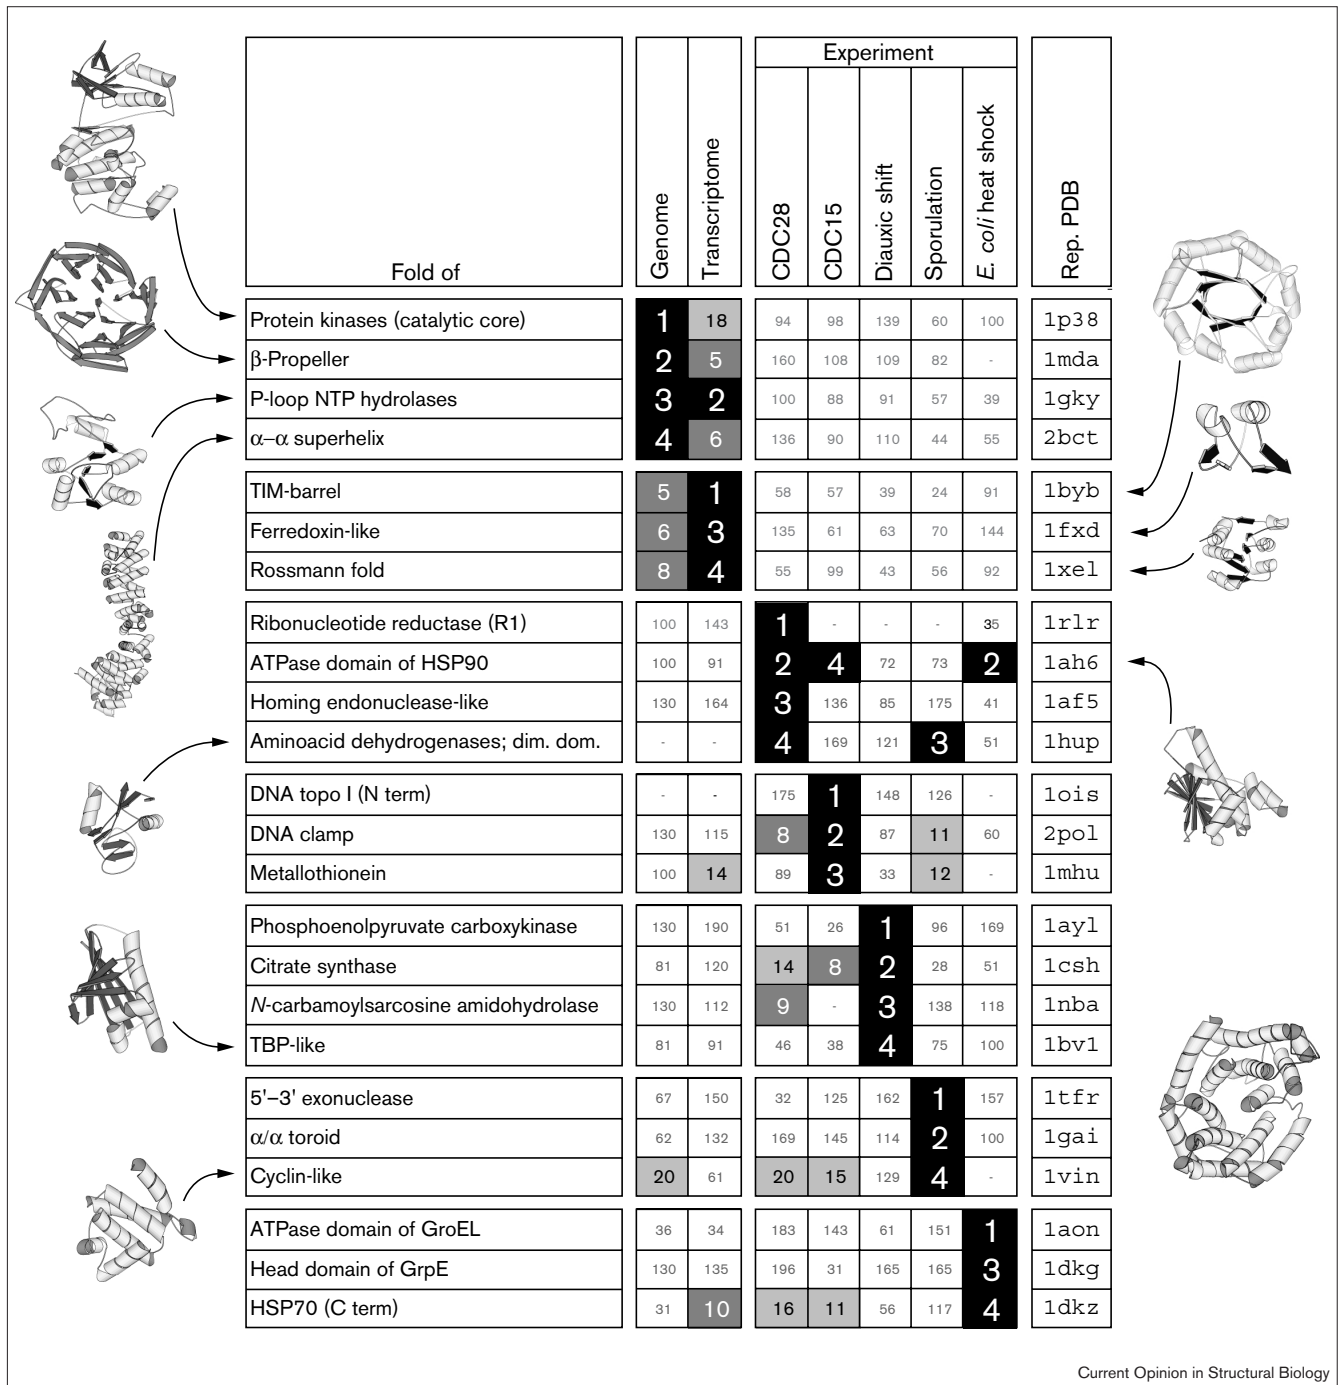 Experiment
Fold of Genome Transcriptome CDC28 CDC15 Diauxic shift Sporulation E. coli heat shock Rep. PDB
Protein kinases (catalytic core) 1 18 94 98 139 60 100 1p38
β-Propeller 2 5 160 108 109 82 - 1mda
P-loop NTP hydrolases 3 2 100 88 91 57 39 1gky
α–α superhelix 4 6 136 90 110 44 55 2bct
TIM-barrel 5 1 58 57 39 24 91 1byb
Ferredoxin-like 6 3 135 61 63 70 144 1fxd
Rossmann fold 8 4 55 99 43 56 92 1xel
Ribonucleotide reductase (R1) 100 143 1 - - - 35 1rlr
ATPase domain of HSP90 100 91 2 4 72 73 2 1ah6
Homing endonuclease-like 130 164 3 136 85 175 41 1af5
Aminoacid dehydrogenases; dim. dom. - - 4 169 121 3 51 1hup
DNA topo I (N term) - - 175 1 148 126 - 1ois
DNA clamp 130 115 8 2 87 11 60 2pol
Metallothionein 100 14 89 3 33 12 - 1mhu
Phosphoenolpyruvate carboxykinase 130 190 51 26 1 96 169 1ayl
Citrate synthase 81 120 14 8 2 28 51 1csh
N-carbamoylsarcosine amidohydrolase 130 112 9 - 3 138 118 1nba
TBP-like 81 91 46 38 4 75 100 1bv1
5'–3' exonuclease 67 150 32 125 162 1 157 1tfr
α/α toroid 62 132 169 145 114 2 100 1gai
Cyclin-like 20 61 20 15 129 4 - 1vin
ATPase domain of GroEL 36 34 183 143 61 151 1 1aon
Head domain of GrpE 130 135 196 31 165 165 3 1dkg
HSP70 (C term) 31 10 16 11 56 117 4 1dkz
Current Opinion in Structural Biology